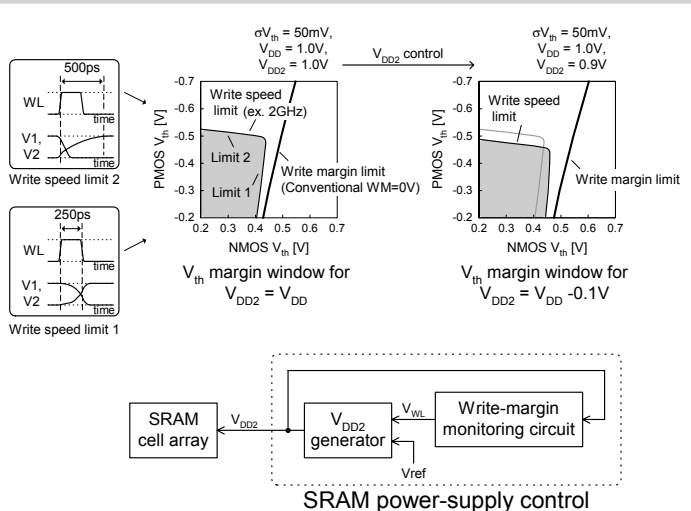 σVth = 50mV,
VDD = 1.0V,
VDD2 = 1.0V
VDD2 control
σVth = 50mV,
VDD = 1.0V,
VDD2 = 0.9V
500ps
WL
time
V1,
V2
time
Write speed limit 2
250ps
WL
time
V1,
V2
time
Write speed limit 1
PMOS Vth [V]
-0.7
-0.6
-0.5
-0.4
-0.3
-0.2
Write speed
limit (ex. 2GHz)
Limit 2
Limit 1
Write margin limit
(Conventional WM=0V)
0.2 0.3 0.4 0.5 0.6 0.7
NMOS Vth [V]
Vth margin window for
VDD2 = VDD
PMOS Vth [V]
-0.7
-0.6
-0.5
-0.4
-0.3
-0.2
Write speed
limit
Write margin limit
0.2 0.3 0.4 0.5 0.6 0.7
NMOS Vth [V]
Vth margin window for
VDD2 = VDD -0.1V
SRAM
cell array
VDD2
VDD2
generator
VWL
Write-margin
monitoring circuit
Vref
SRAM power-supply control